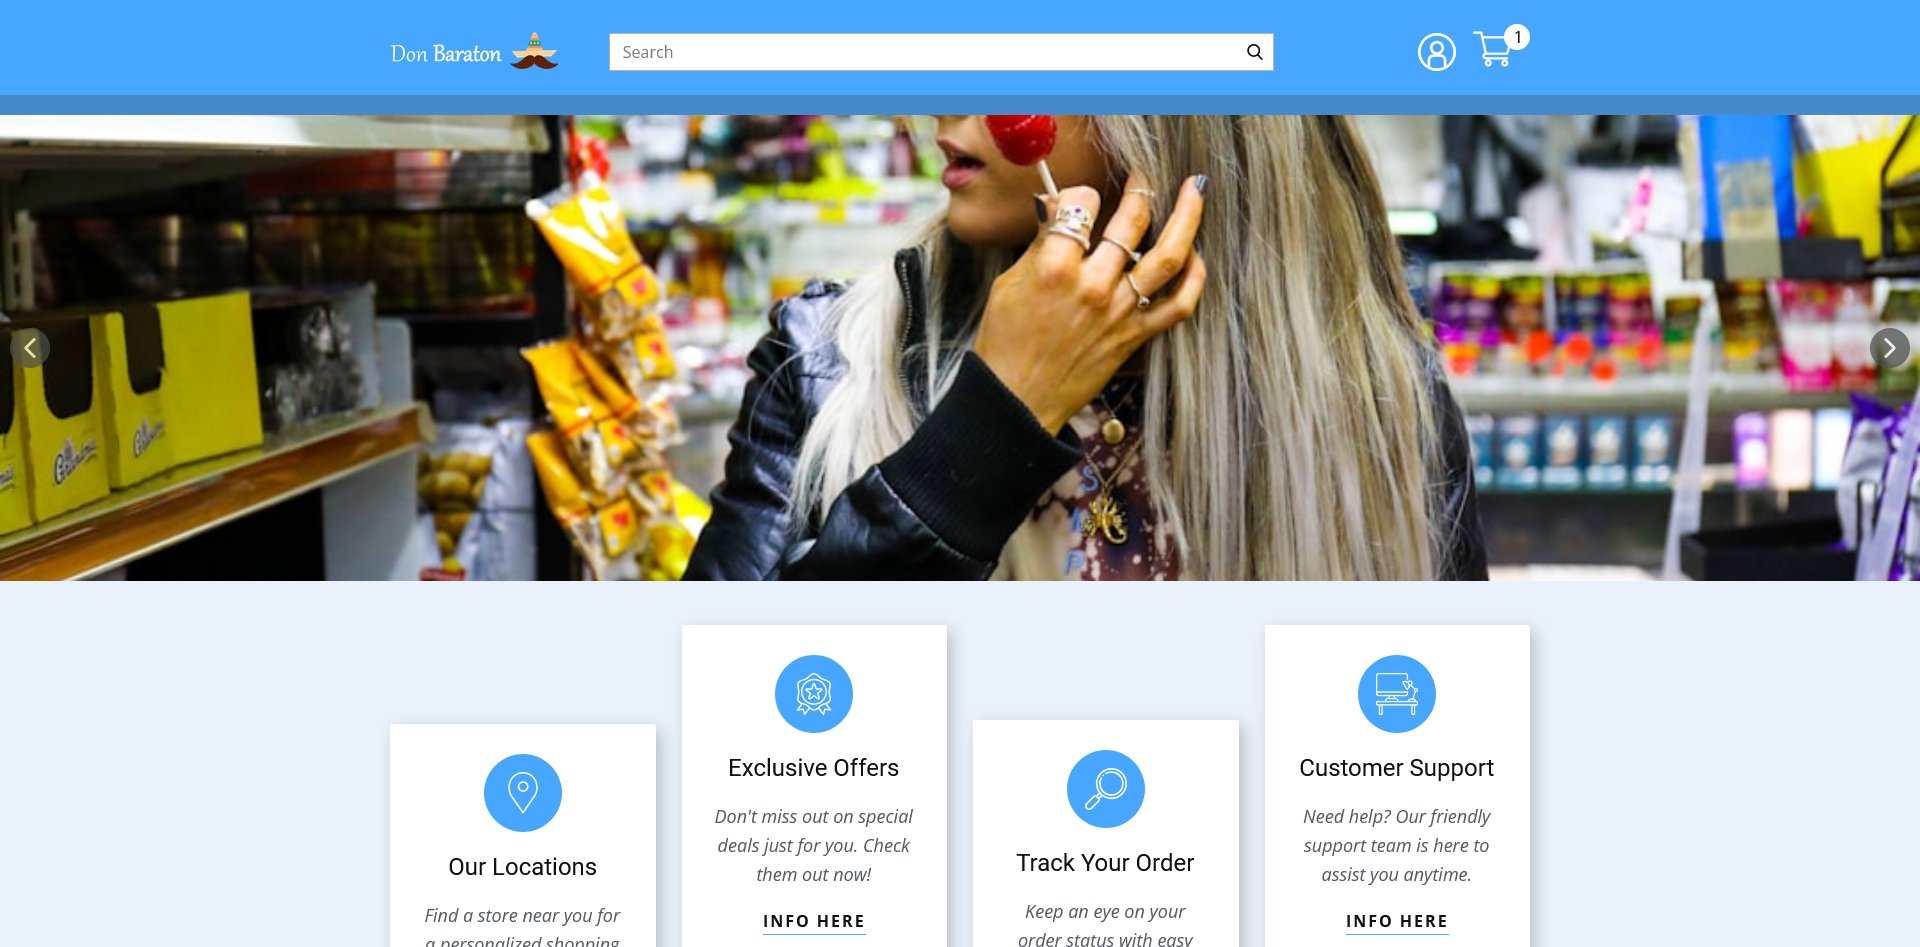 Don Baraton
Search
1
S
Our Locations
Find a store near you for
a personalized shopping
Exclusive Offers
Don't miss out on special
deals just for you. Check
them out now!
INFO HERE
Track Your Order
Keep an eye on your
order status with easy
Customer Support
Need help? Our friendly
support team is here to
assist you anytime.
INFO HERE